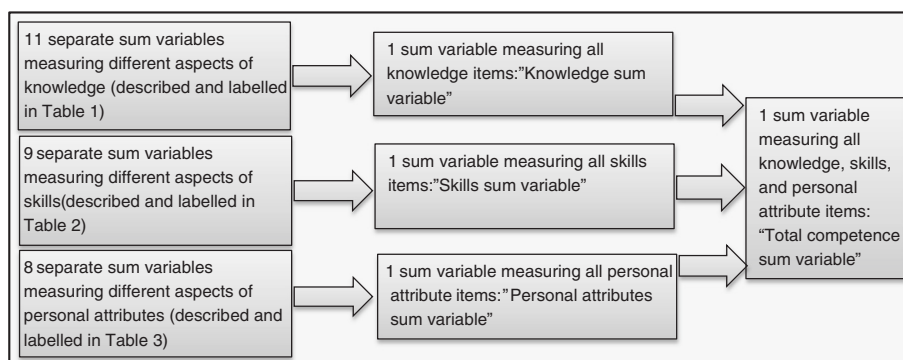 11 separate sum variables
measuring different aspects of
knowledge (described and labelled
in Table 1)
1 sum variable measuring all
knowledge items:”Knowledge sum
variable”
9 separate sum variables
measuring different aspects of
skills(described and labelled in
Table 2)
1 sum variable measuring all skills
items:”Skills sum variable”
8 separate sum variables
measuring different aspects of
personal attributes (described and
labelled in Table 3)
1 sum variable measuring all personal
attribute items:”Personal attributes
sum variable”
1 sum variable
measuring all
knowledge, skills,
and personal
attribute items:
“Total competence
sum variable”